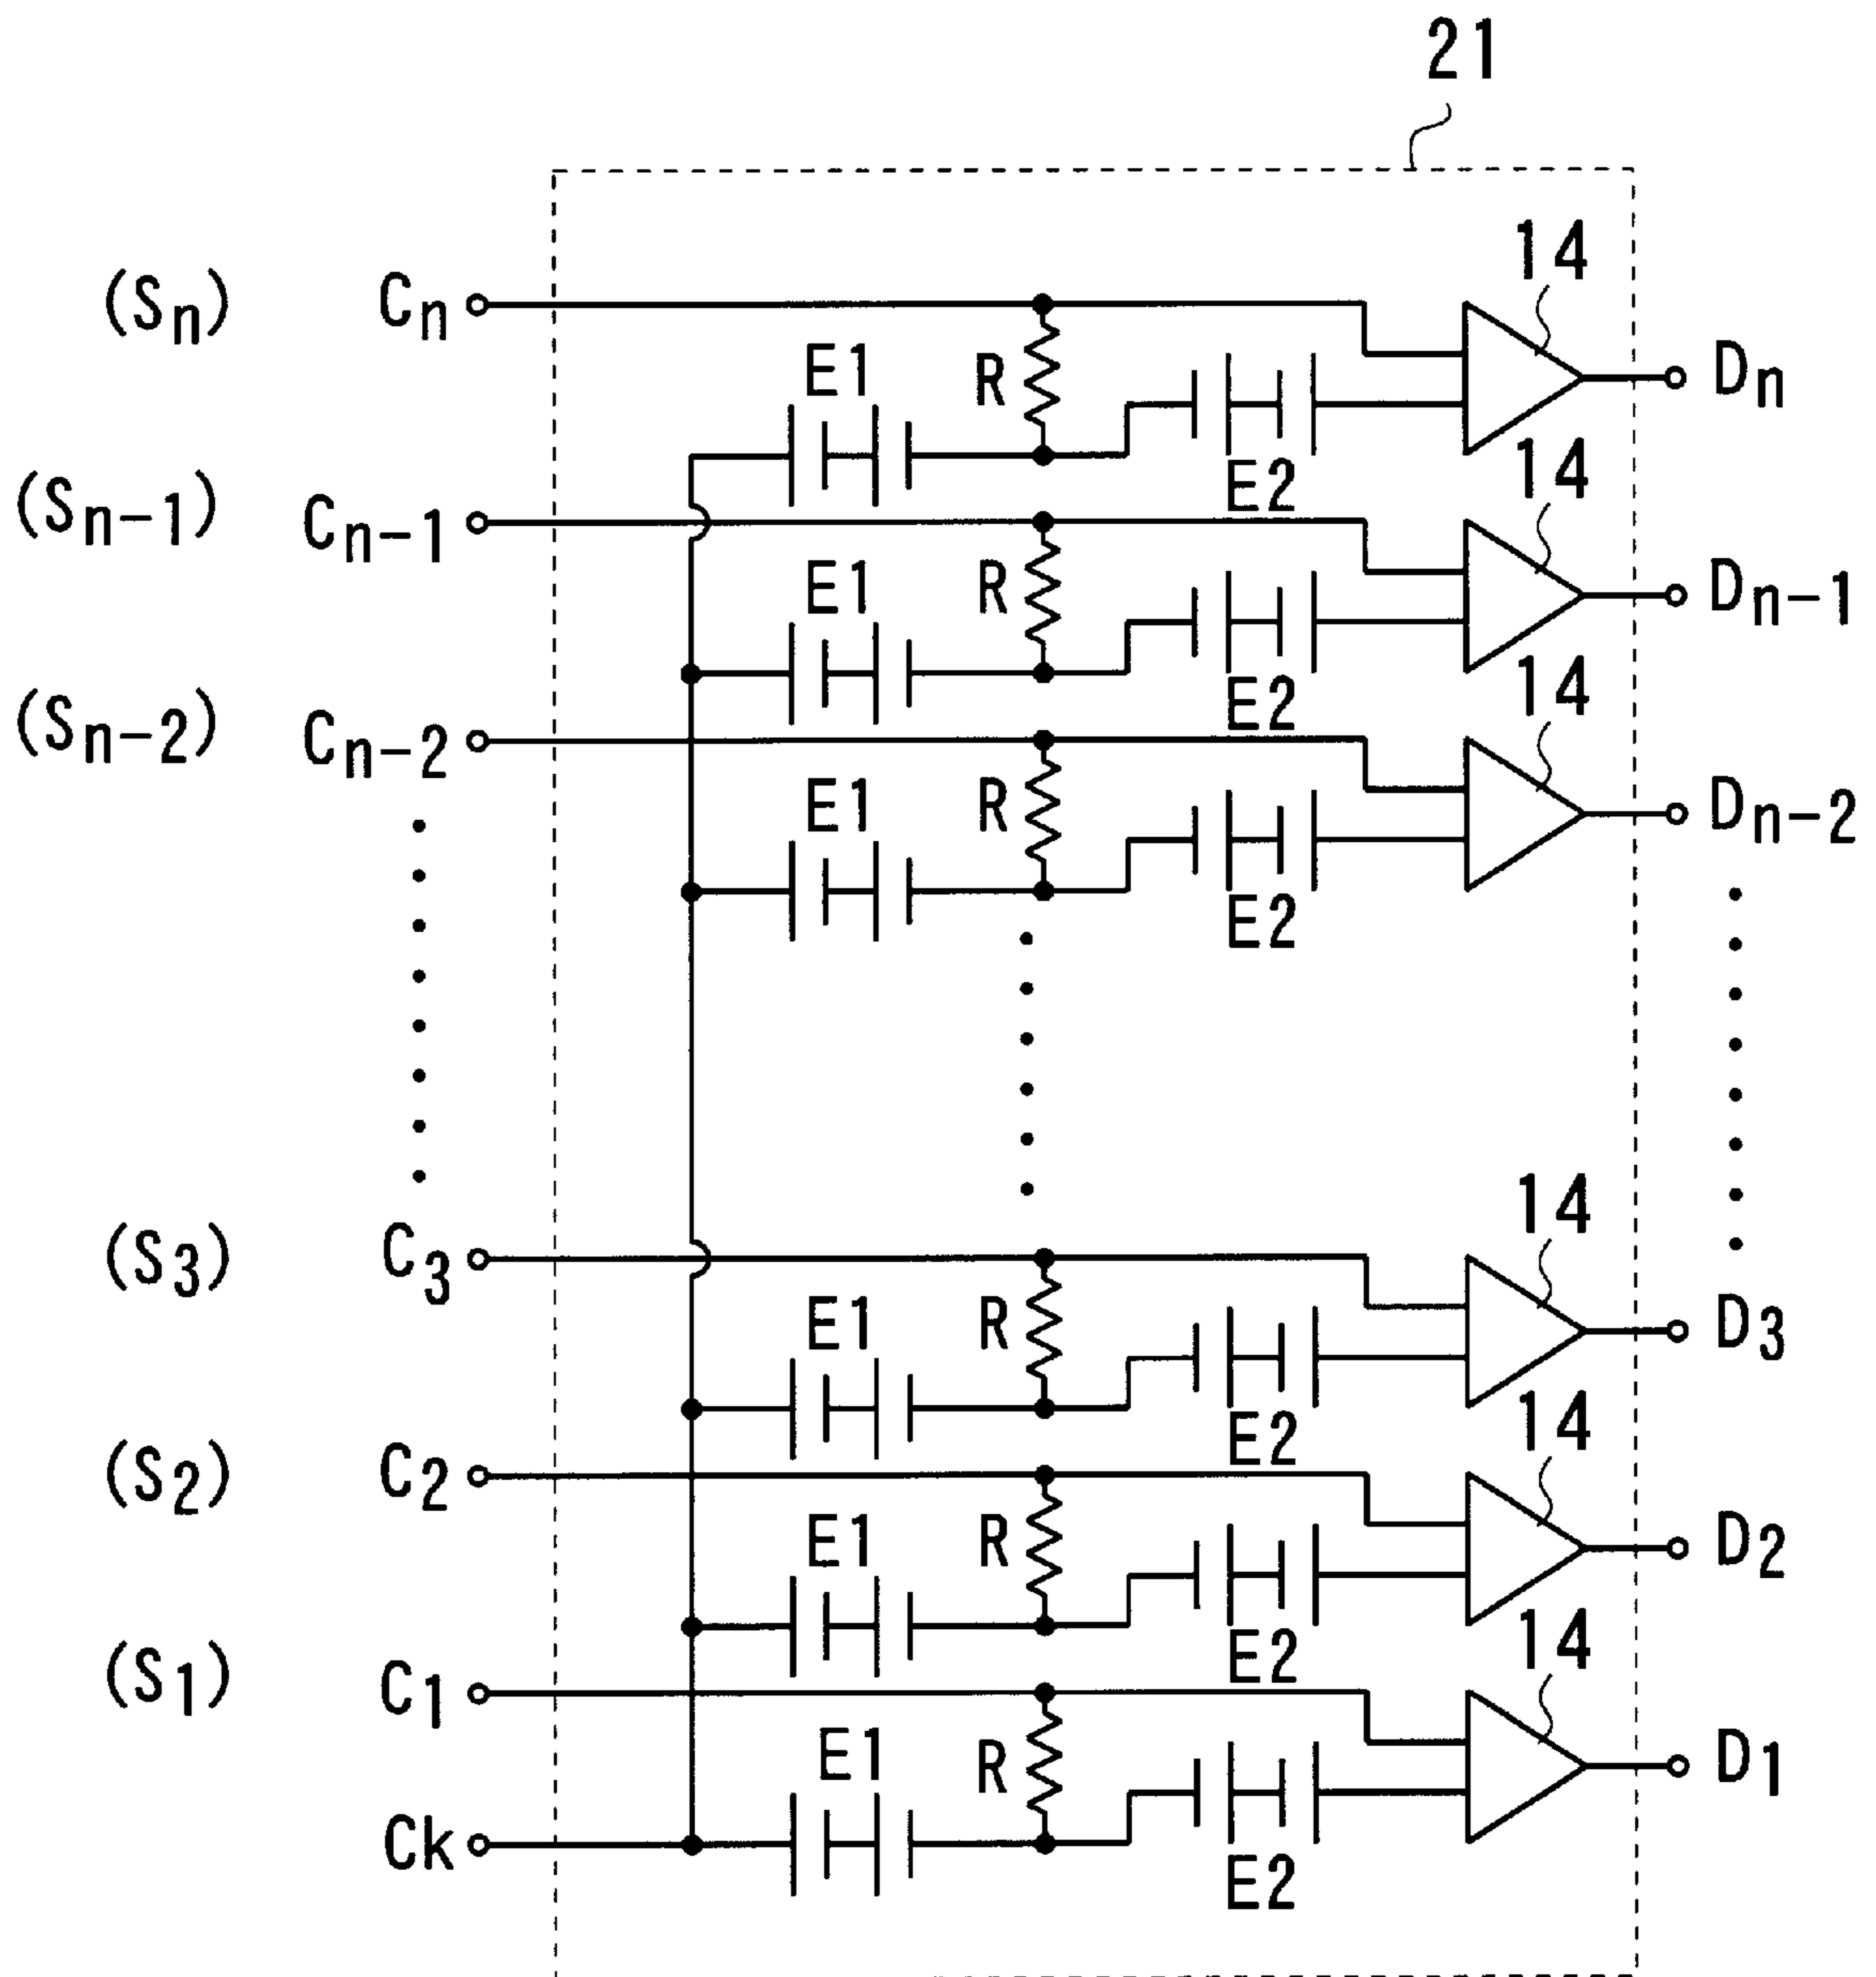 21
(Sn) Cn E1 R E2 14 Dn
(Sn-1) Cn-1 E1 R E2 14 Dn-1
(Sn-2) Cn-2 E1 R E2 14 Dn-2
(S3) C3 E1 R E2 14 D3
(S2) C2 E1 R E2 14 D2
(S1) C1 E1 R E2 14 D1
Ck